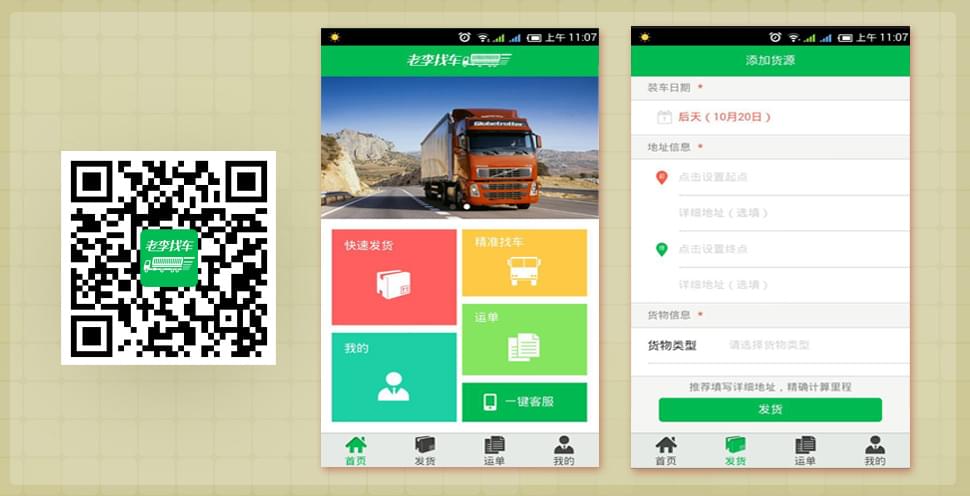 老李找车
上午 11:07
老李找车
Globetrotter
VOLVO
快速发货
精准找车
运单
我的
一键客服
首页
发货
运单
我的
上午 11:07
添加货源
装车日期 *
后天（10月20日）
地址信息 *
起
点击设置起点
详细地址（选填）
终
点击设置终点
详细地址（选填）
货物信息 *
货物类型 请选择货物类型
推荐填写详细地址，精确计算里程
发货
首页
发货
运单
我的